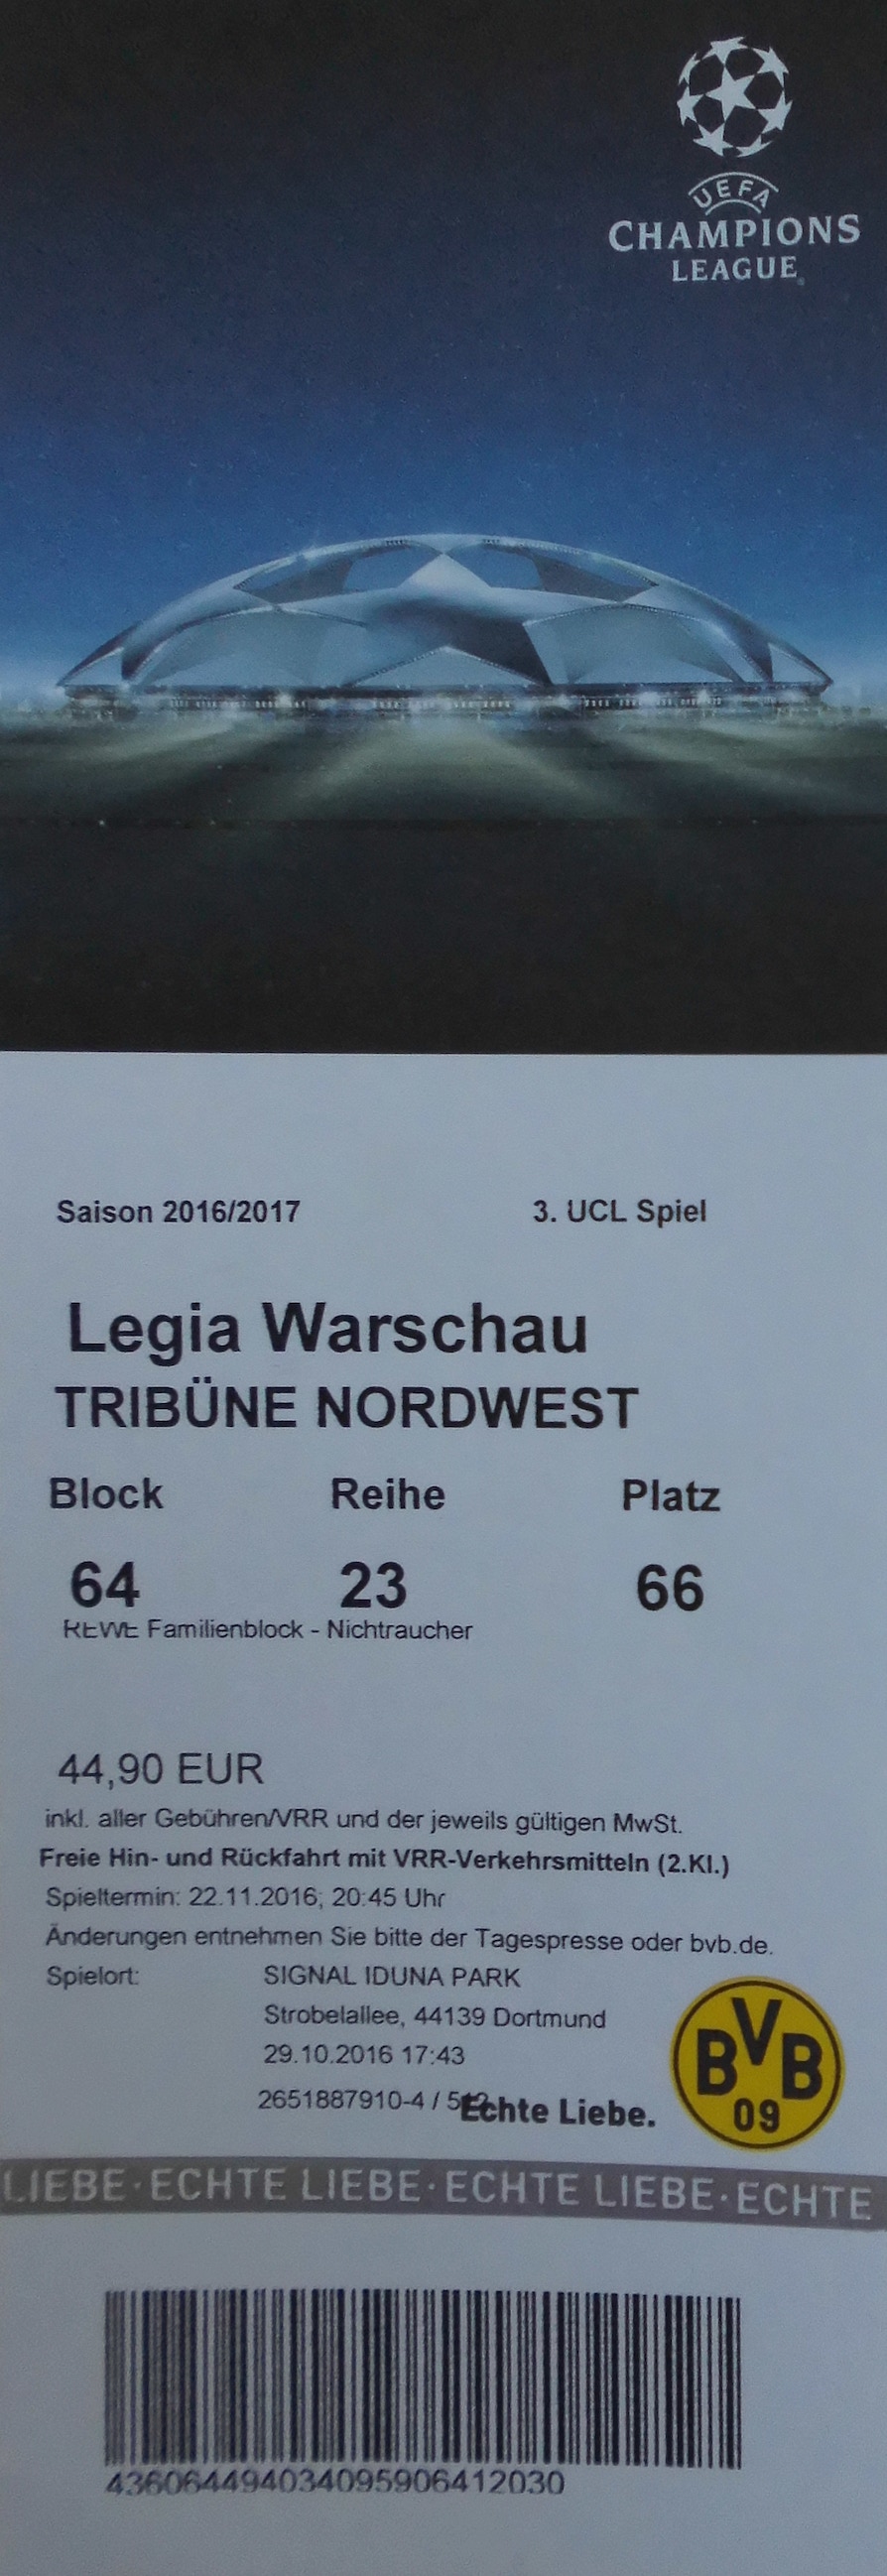 UEFA
CHAMPIONS
LEAGUE
Saison 2016/2017 3. UCL Spiel
Legia Warschau
TRIBÜNE NORDWEST
Block Reihe Platz
64 23 66
REWE Familienblock - Nichtraucher
44,90 EUR
inkl. aller Gebühren/VRR und der jeweils gültigen MwSt.
Freie Hin- und Rückfahrt mit VRR-Verkehrsmitteln (2.Kl.)
Spieltermin: 22.11.2016; 20:45 Uhr
Änderungen entnehmen Sie bitte der Tagespresse oder bvb.de.
Spielort: SIGNAL IDUNA PARK
Strobelallee, 44139 Dortmund
29.10.2016 17:43
2651887910-4 /
Echte Liebe.
BVB
09
LIEBE · ECHTE LIEBE · ECHTE LIEBE · ECHTE
4360644940340959064 12030